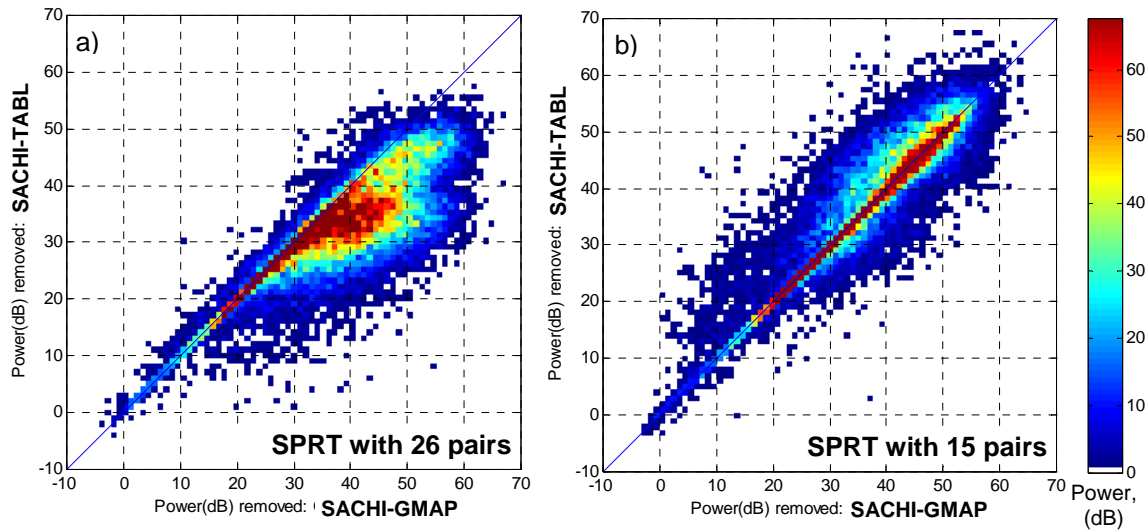 a)
70
60
50
40
30
20
10
0
-10
-10 0 10 20 30 40 50 60 70
Power(dB) removed: SACHI-TABL
SPRT with 26 pairs
Power(dB) removed: SACHI-GMAP
b)
70
60
50
40
30
20
10
0
-10
-10 0 10 20 30 40 50 60 70
Power(dB) removed: SACHI-TABL
SPRT with 15 pairs
Power(dB) removed: SACHI-GMAP
60
50
40
30
20
10
0
Power,
(dB)